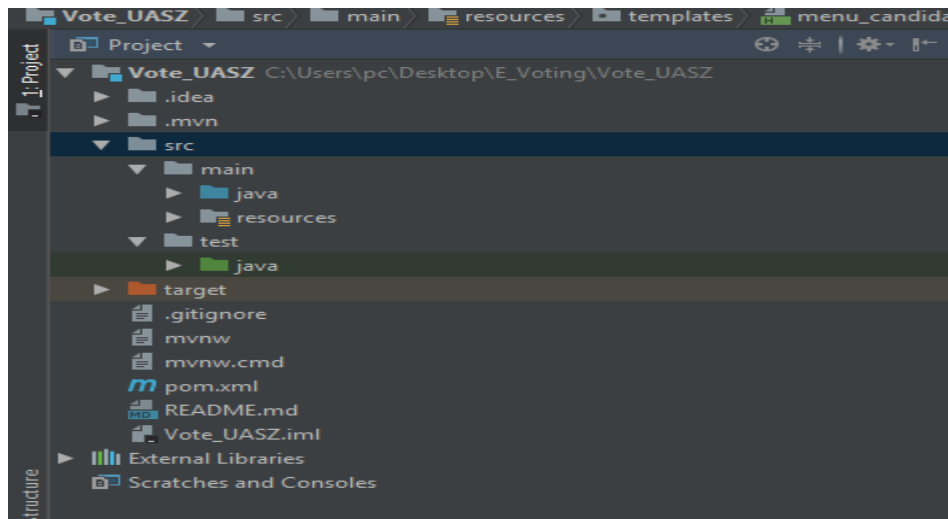 Vote_UASZ src main resources templates menu_candida
1: Project
Project
Vote_UASZ C:\Users\pc\Desktop\E_Voting\Vote_UASZ
.idea
.mvn
src
main
java
resources
test
java
target
.gitignore
mvnw
mvnw.cmd
pom.xml
README.md
Vote_UASZ.iml
External Libraries
Scratches and Consoles
tructure